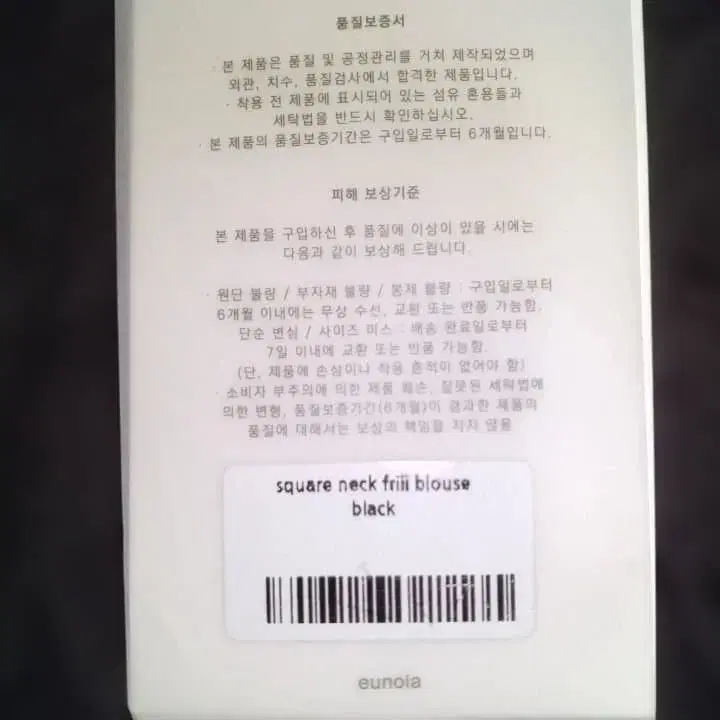 품질보증서
· 본 제품은 품질 및 공정관리를 거쳐 제작되었으며
외관, 치수, 품질검사에서 합격한 제품입니다.
· 착용 전 제품에 표시되어 있는 섬유 혼용들과
세탁법을 반드시 확인하십시오.
· 본 제품의 품질보증기간은 구입일로부터 6개월입니다.
피해 보상기준
본 제품을 구입하신 후 품질에 이상이 있을 시에는
다음과 같이 보상해 드립니다.
· 원단 불량 / 부자재 불량 / 봉제 불량 : 구입일로부터
6개월 이내에는 무상 수선, 교환 또는 반품 가능함.
단순 변심 / 사이즈 미스 : 배송 완료일로부터
7일 이내에 교환 또는 반품 가능함.
(단, 제품에 손상이나 착용 흔적이 없어야 함)
· 소비자 부주의에 의한 제품 훼손, 잘못된 세탁법에
의한 변형, 품질보증기간(6개월)이 경과한 제품의
품질에 대해서는 보상의 책임을 지지 않음
square neck frill blouse
black
eunoia